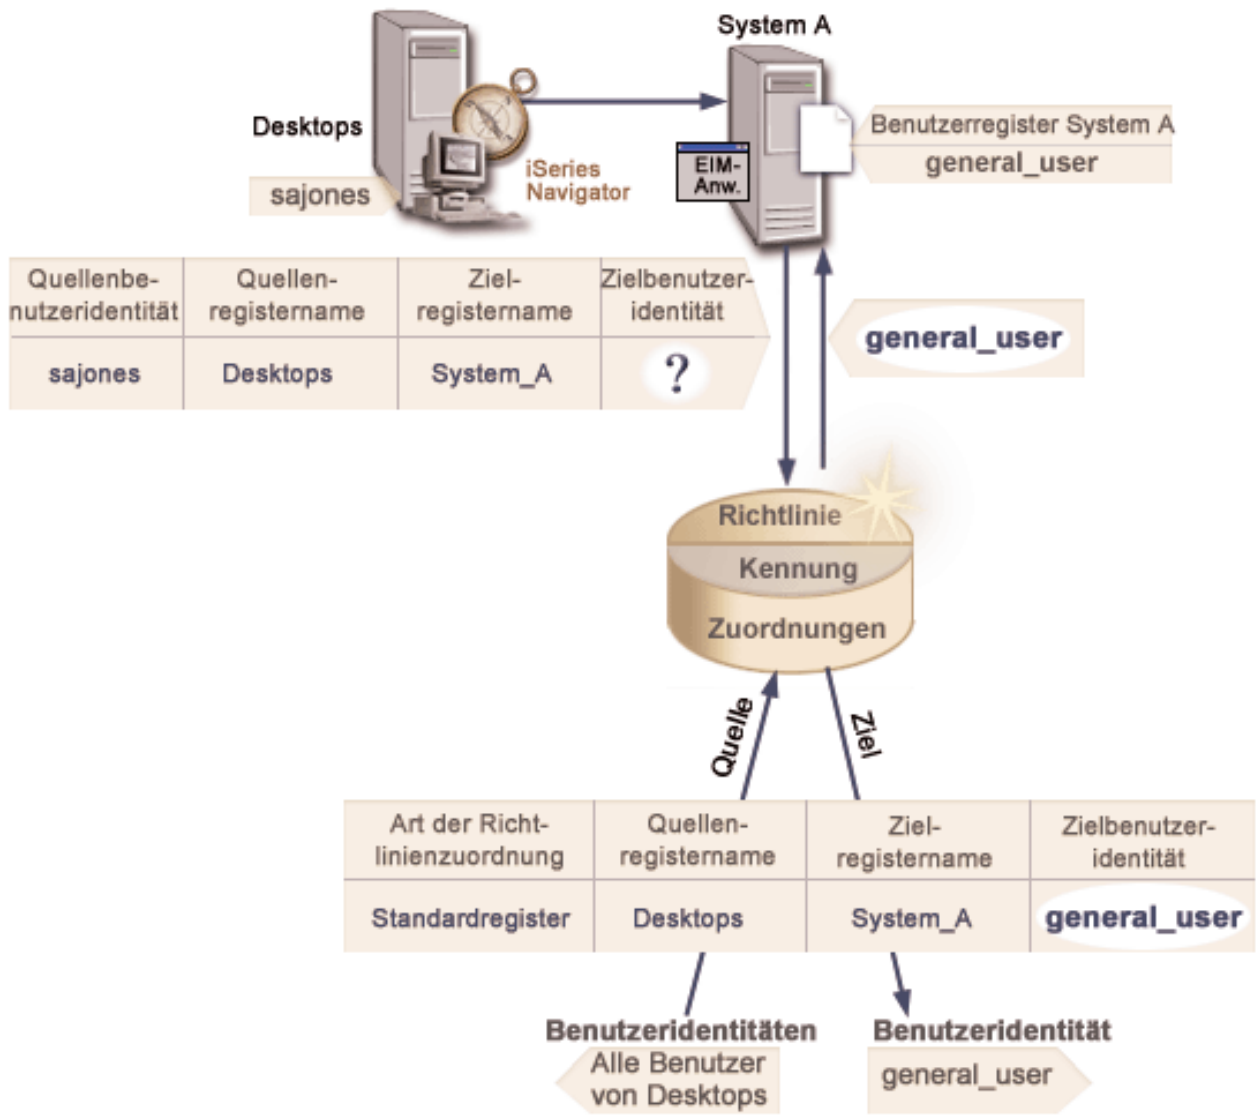 System A
Desktops
sajones
iSeries
Navigator
EIM-
Anw.
Benutzerregister System A
general_user
Quellenbe-
nutzeridentität
Quellen-
registername
Ziel-
registername
Zielbenutzer-
identität
sajones
Desktops
System_A
?
general_user
Richtlinie
Kennung
Zuordnungen
Quelle
Ziel
Art der Richt-
linienzuordnung
Quellen-
registername
Ziel-
registername
Zielbenutzer-
identität
Standardregister
Desktops
System_A
general_user
Benutzeridentitäten
Alle Benutzer
von Desktops
Benutzeridentität
general_user